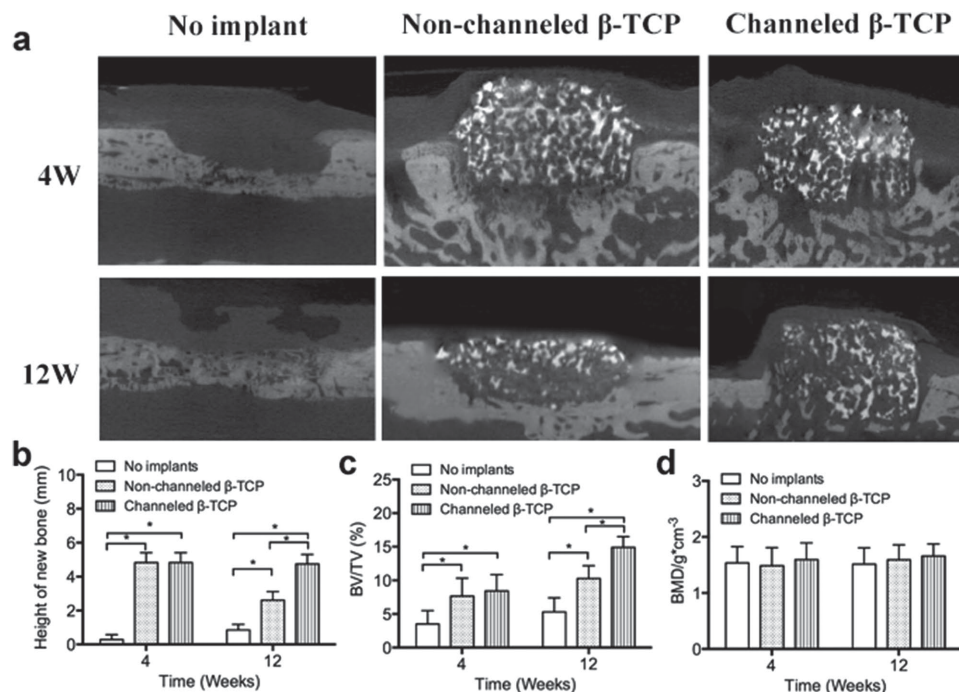 a
No implant Non-channeled β-TCP Channeled β-TCP
4W
12W
b
Height of new bone (mm)
10
8
6
4
2
0
No implants
Non-channeled β-TCP
Channeled β-TCP
* * * * *
4 12
Time (Weeks)
c
BV/TV (%)
25
20
15
10
5
0
No implants
Non-channeled β-TCP
Channeled β-TCP
* * * * *
4 12
Time (Weeks)
d
BMD/g*cm-3
3
2
1
0
No implants
Non-channeled β-TCP
Channeled β-TCP
4 12
Time (Weeks)